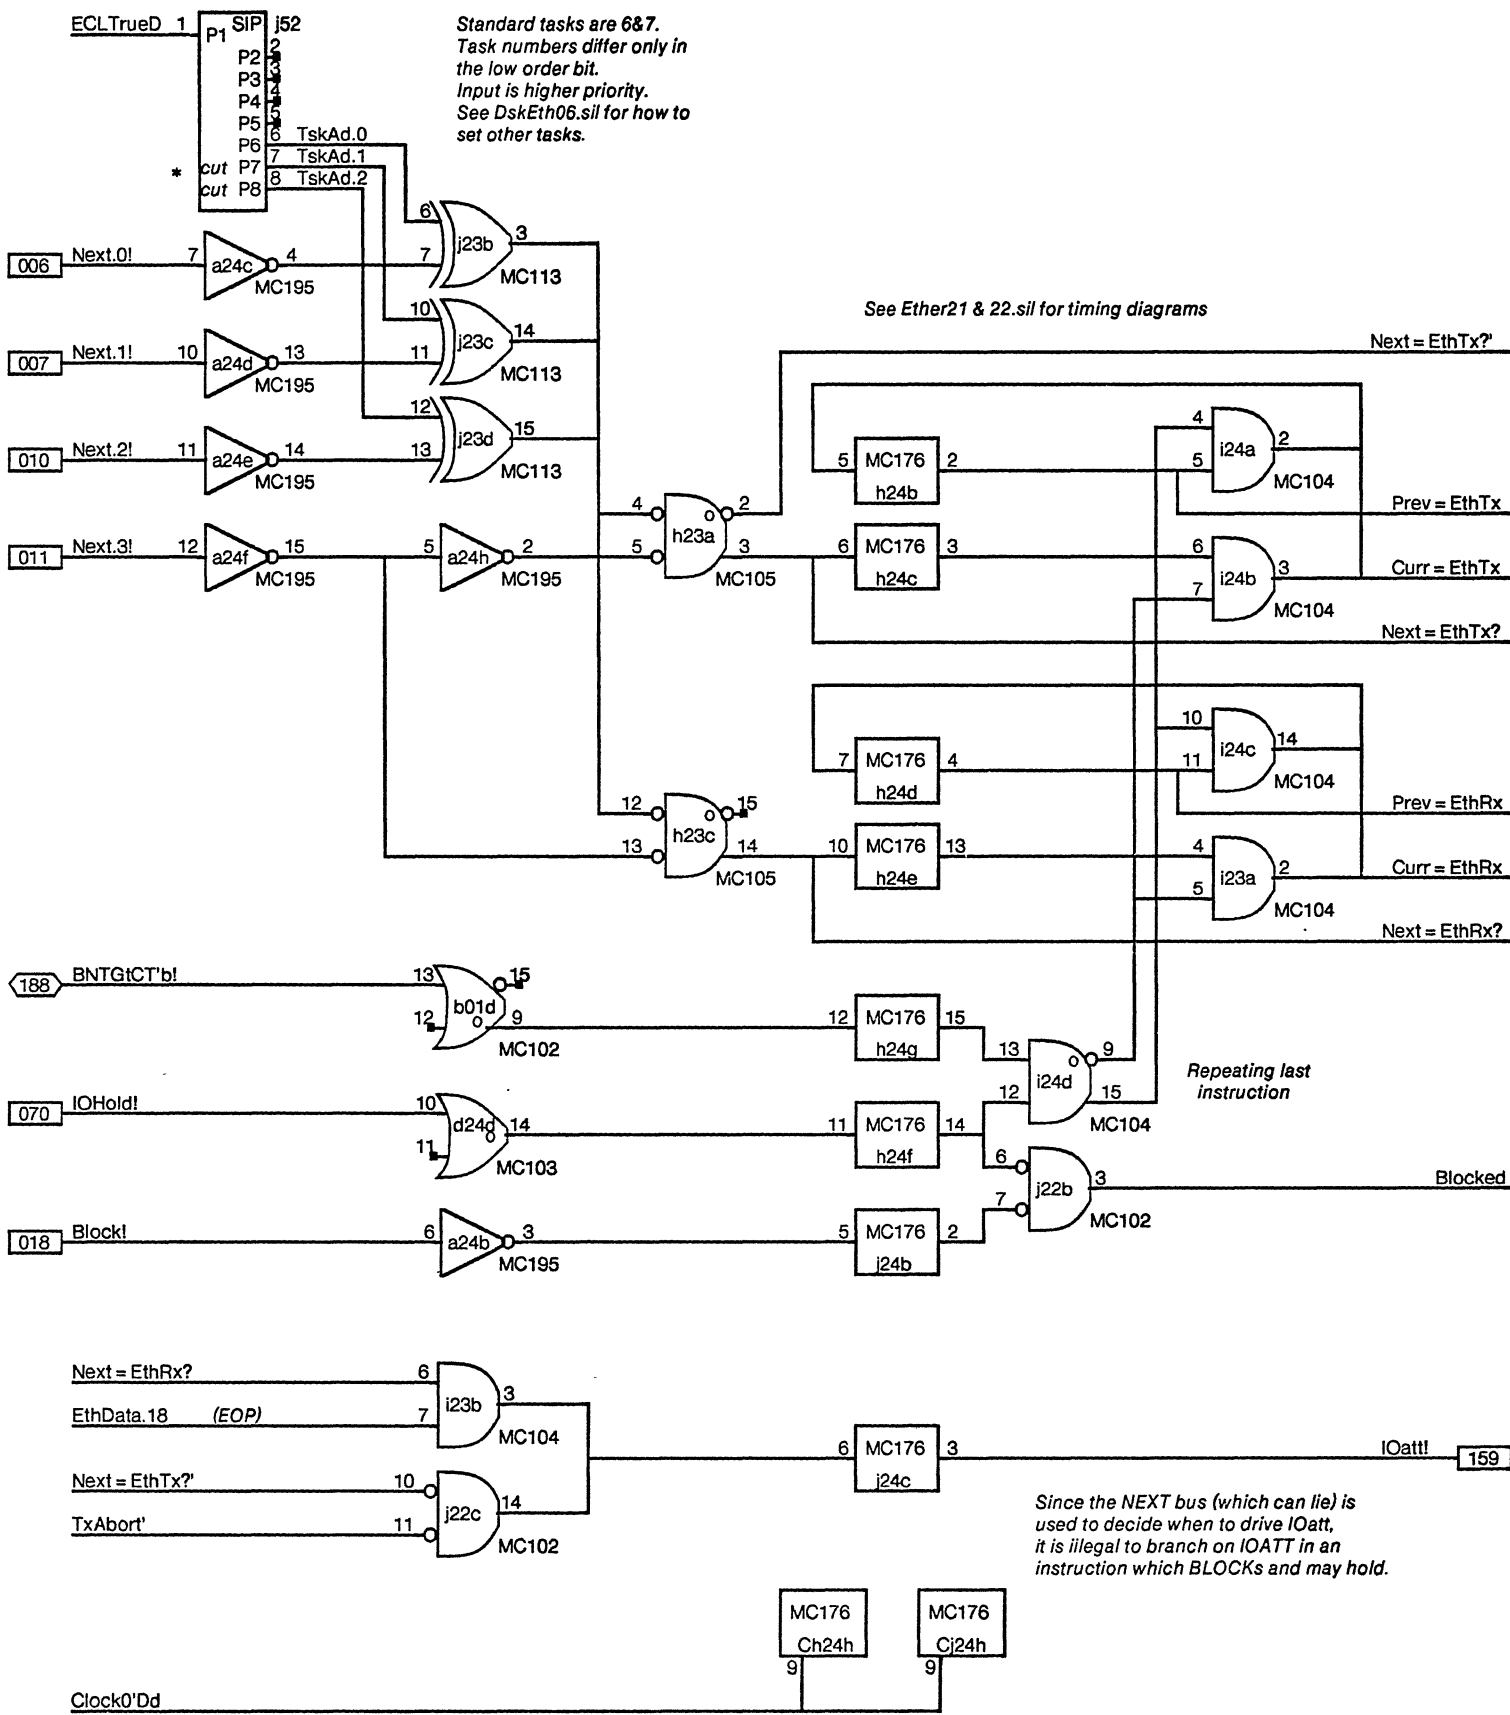 ECLTrueD 1 P1 SIP j52
P2 2
P3 3
P4 4
P5 5
P6 6 TskAd.0
* cut P7 7 TskAd.1
cut P8 8 TskAd.2
Standard tasks are 6&7.
Task numbers differ only in
the low order bit.
Input is higher priority.
See DskEth06.sil for how to
set other tasks.
006 Next.0! 7 a24c 4 MC195
6 7 j23b 3 MC113
007 Next.1! 10 a24d 13 MC195
10 11 j23c 14 MC113
010 Next.2! 11 a24e 14 MC195
12 13 j23d 15 MC113
011 Next.3! 12 a24f 15 MC195
5 a24h 2 MC195
4 5 h23a 2 3 MC105
See Ether21 & 22.sil for timing diagrams
Next = EthTx?'
5 MC176 h24b 2
4 5 i24a 2 MC104
Prev = EthTx
6 MC176 h24c 3
6 7 i24b 3 MC104
Curr = EthTx
Next = EthTx?
12 13 h23c 15 14 MC105
7 MC176 h24d 4
10 11 i24c 14 MC104
Prev = EthRx
10 MC176 h24e 13
4 5 i23a 2 MC104
Curr = EthRx
Next = EthRx?
188 BNTGtCT'b! 13 12 b01d 15 9 MC102
12 MC176 h24g 15
13 12 i24d 9 15 MC104
Repeating last
instruction
070 IOHold! 10 11 d24d 14 MC103
11 MC176 h24f 14
6 7 j22b 3 MC102
Blocked
018 Block! 6 a24b 3 MC195
5 MC176 j24b 2
Next = EthRx? 6
EthData.18 (EOP) 7
i23b 3 MC104
Next = EthTx?' 10
TxAbort' 11
j22c 14 MC102
6 MC176 j24c 3
IOatt! 159
Since the NEXT bus (which can lie) is
used to decide when to drive IOatt,
it is iilegal to branch on IOATT in an
instruction which BLOCKs and may hold.
MC176 Ch24h 9
MC176 Cj24h 9
Clock0'Dd